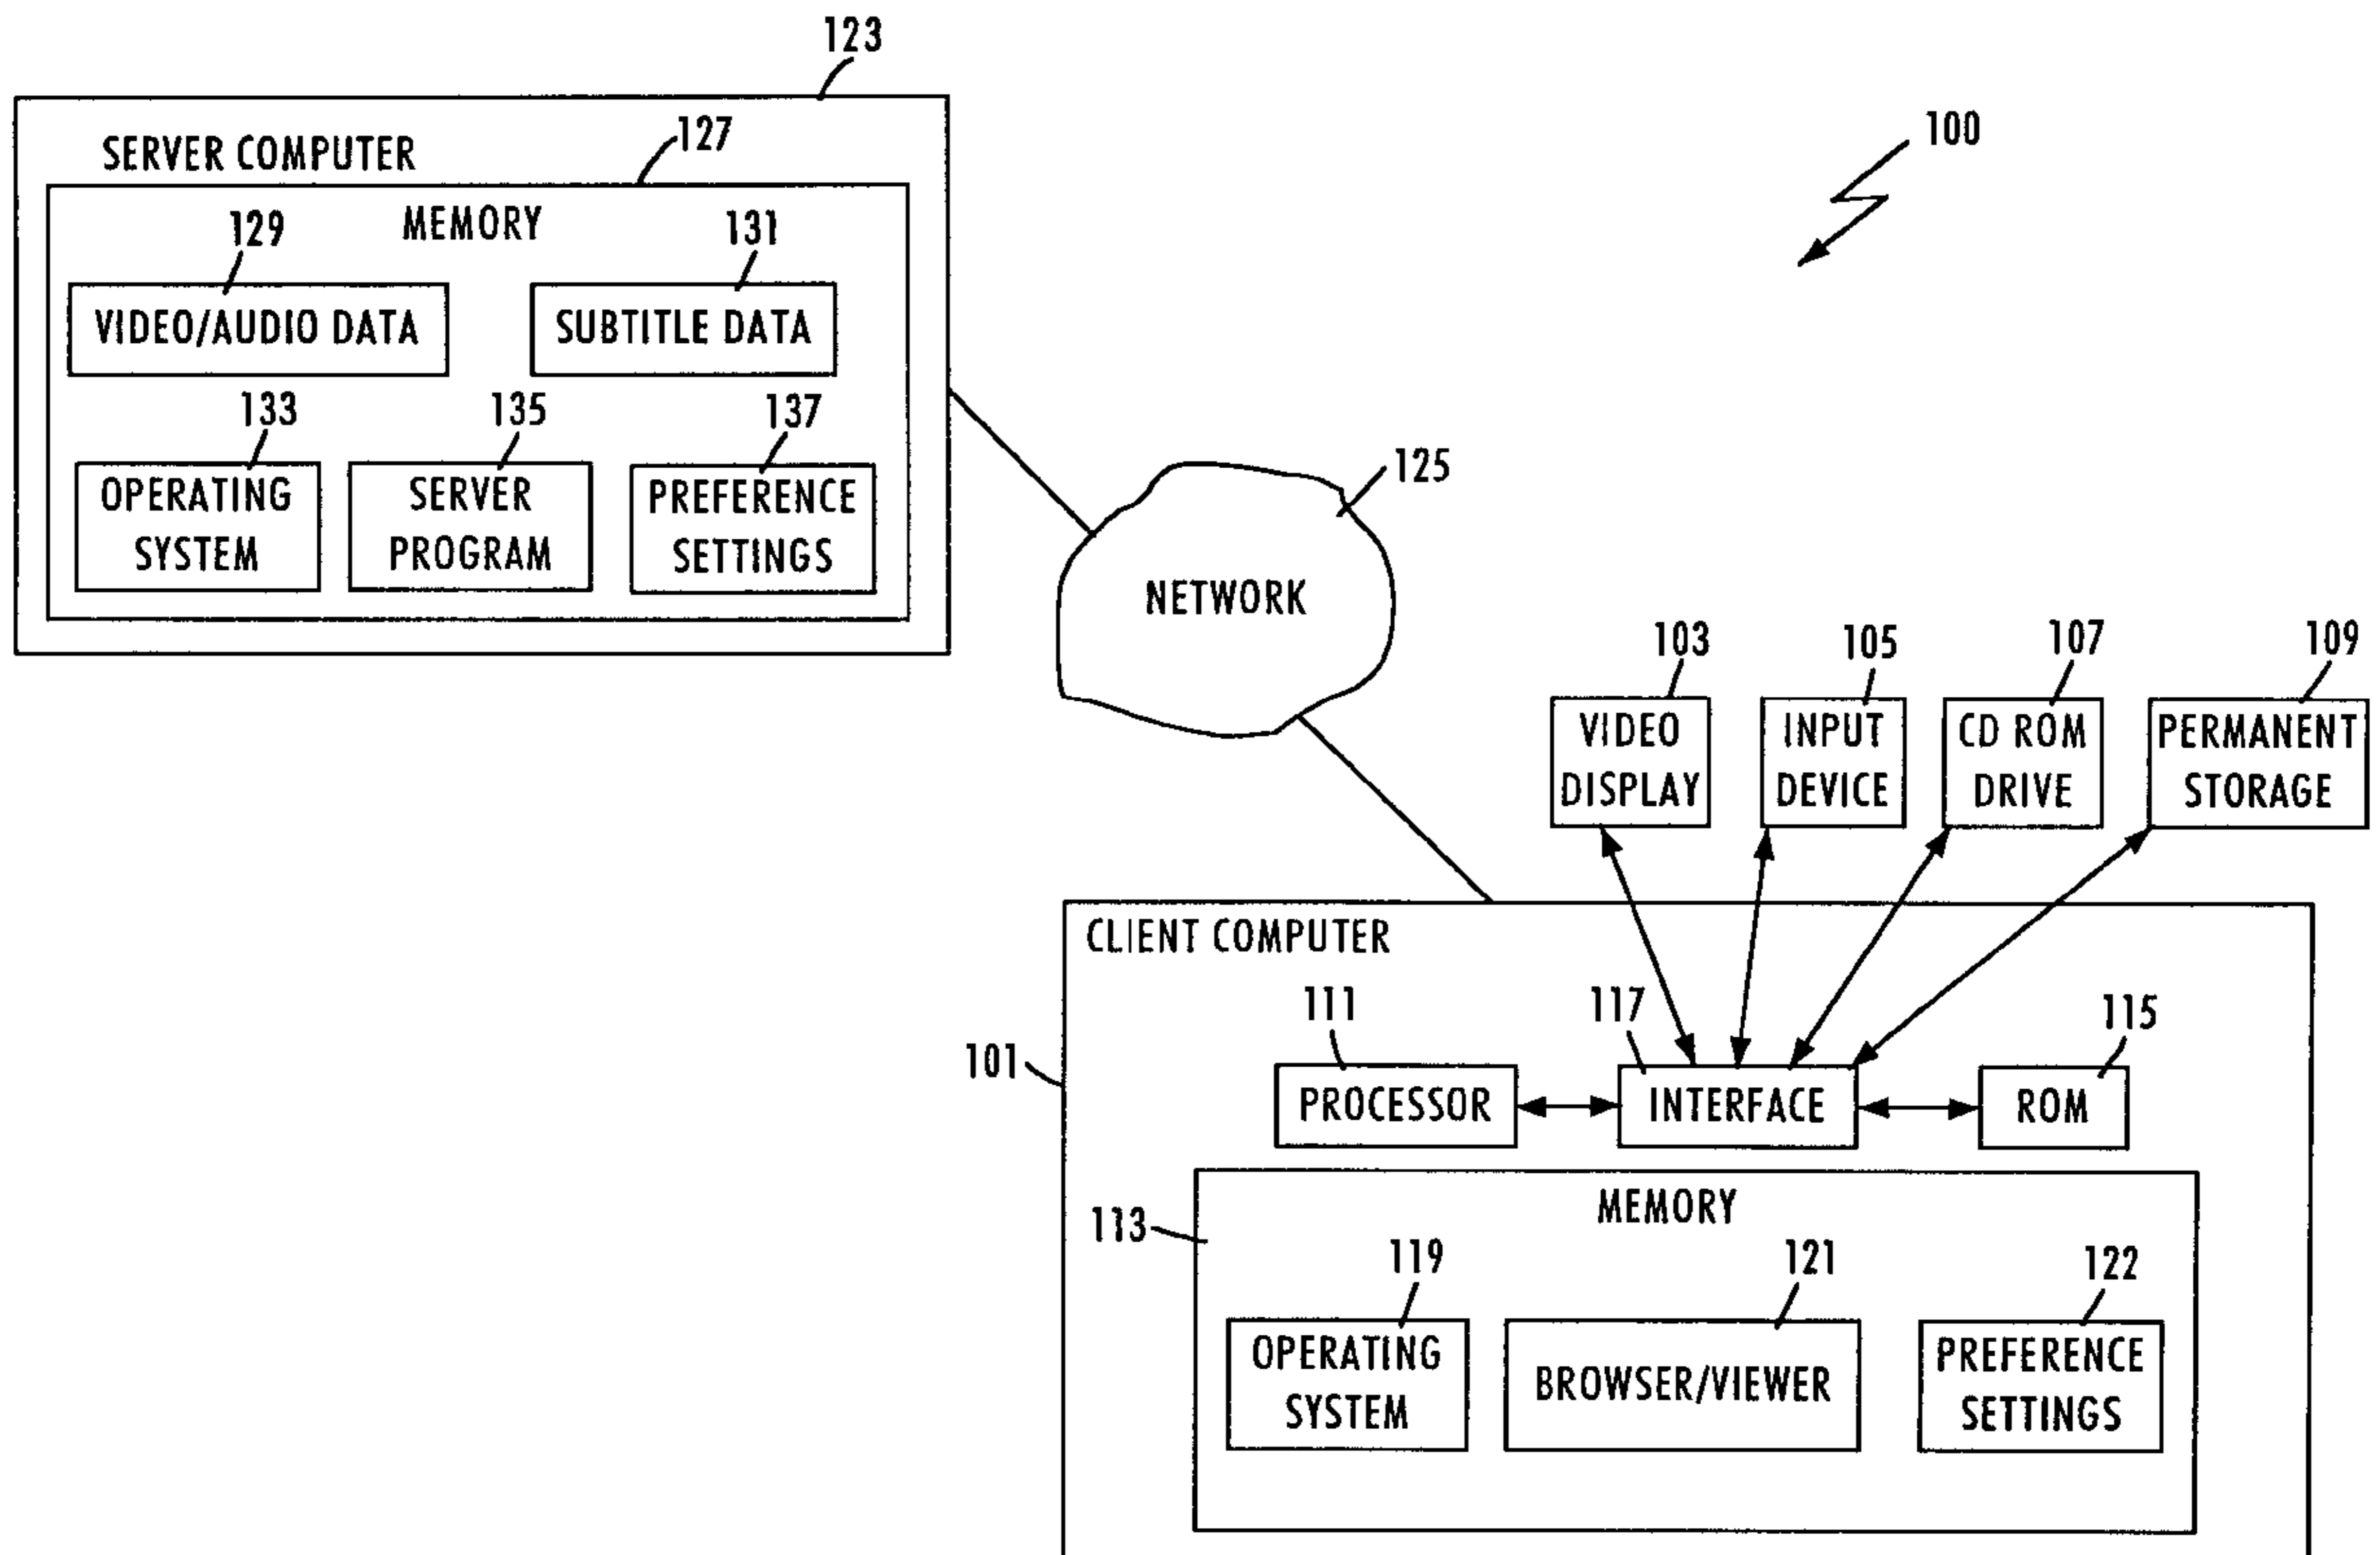 123
SERVER COMPUTER
127
100
MEMORY
129
131
VIDEO/AUDIO DATA
SUBTITLE DATA
133
135
137
OPERATING
SYSTEM
SERVER
PROGRAM
PREFERENCE
SETTINGS
125
NETWORK
103
105
107
109
VIDEO
DISPLAY
INPUT
DEVICE
CD ROM
DRIVE
PERMANENT
STORAGE
CLIENT COMPUTER
101
111
117
115
PROCESSOR
INTERFACE
ROM
113
MEMORY
119
121
122
OPERATING
SYSTEM
BROWSER/VIEWER
PREFERENCE
SETTINGS